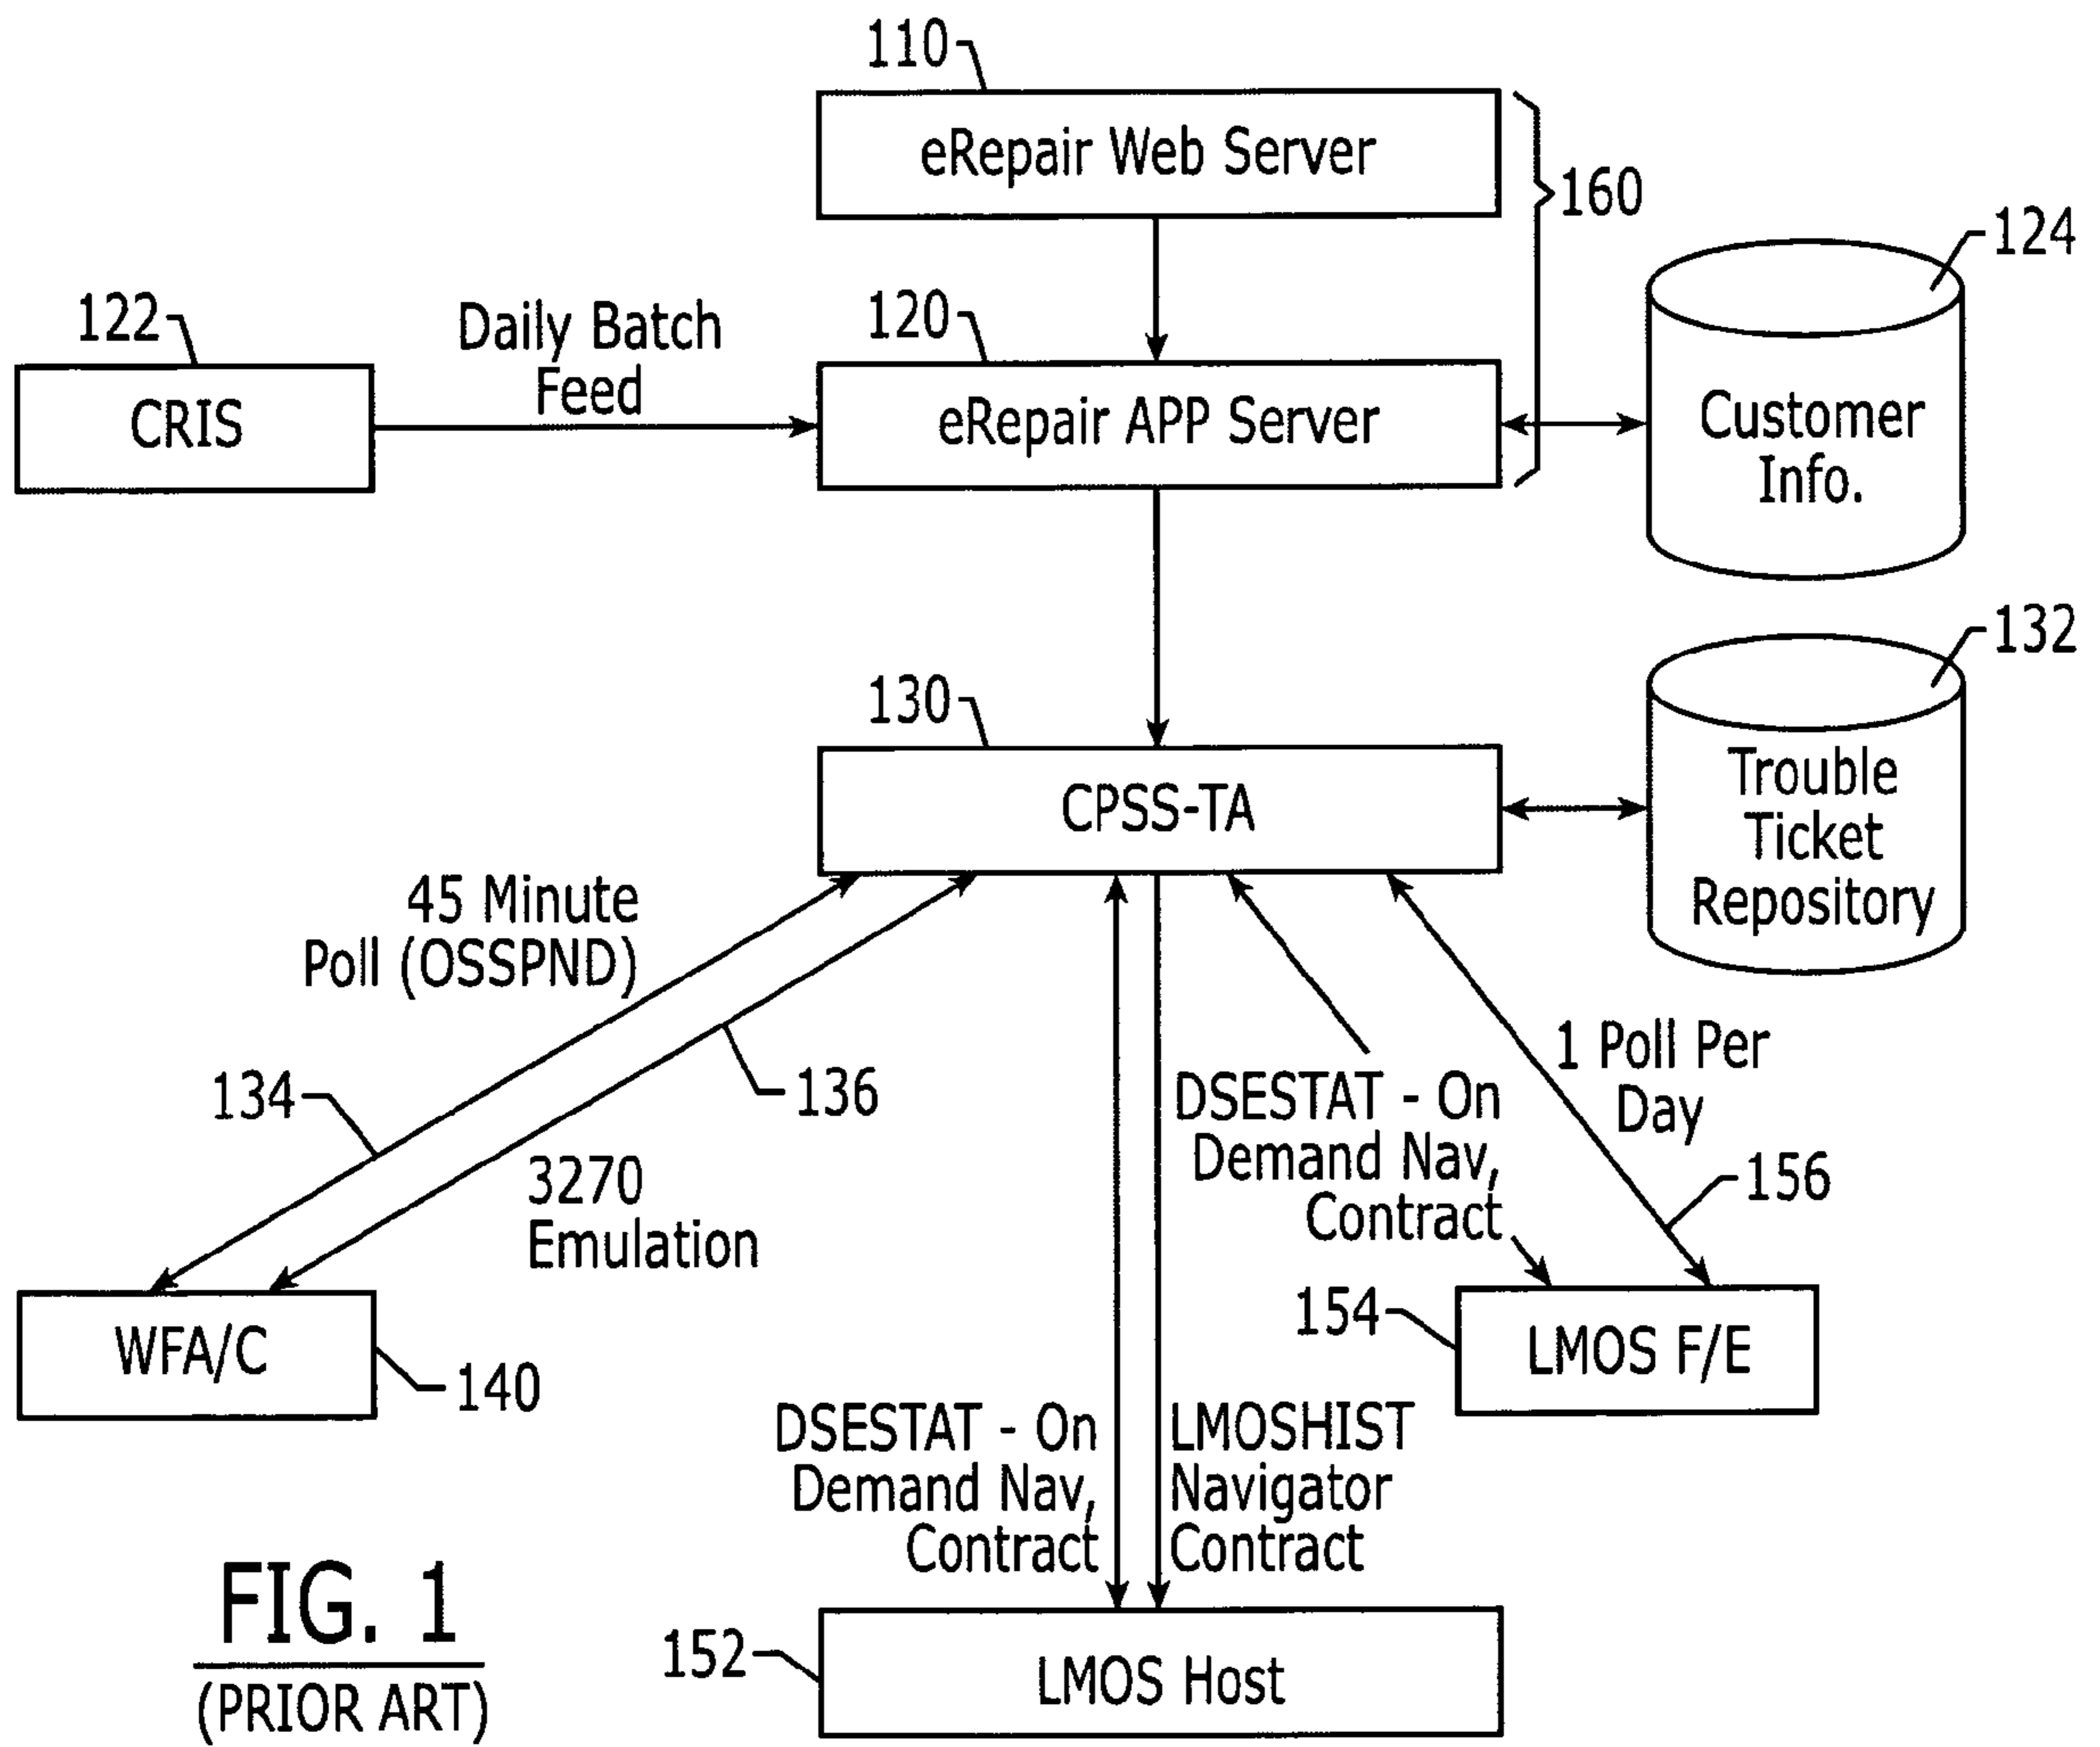 110
eRepair Web Server
160
124
122
Daily Batch
Feed
120
CRIS
eRepair APP Server
Customer
Info.
132
130
CPSS-TA
Trouble
Ticket
Repository
45 Minute
Poll (OSSPND)
134
136
3270
Emulation
DSESTAT - On
Demand Nav,
Contract
1 Poll Per
Day
156
154
LMOS F/E
WFA/C
140
DSESTAT - On
Demand Nav,
Contract
LMOSHIST
Navigator
Contract
152
LMOS Host
FIG. 1
(PRIOR ART)